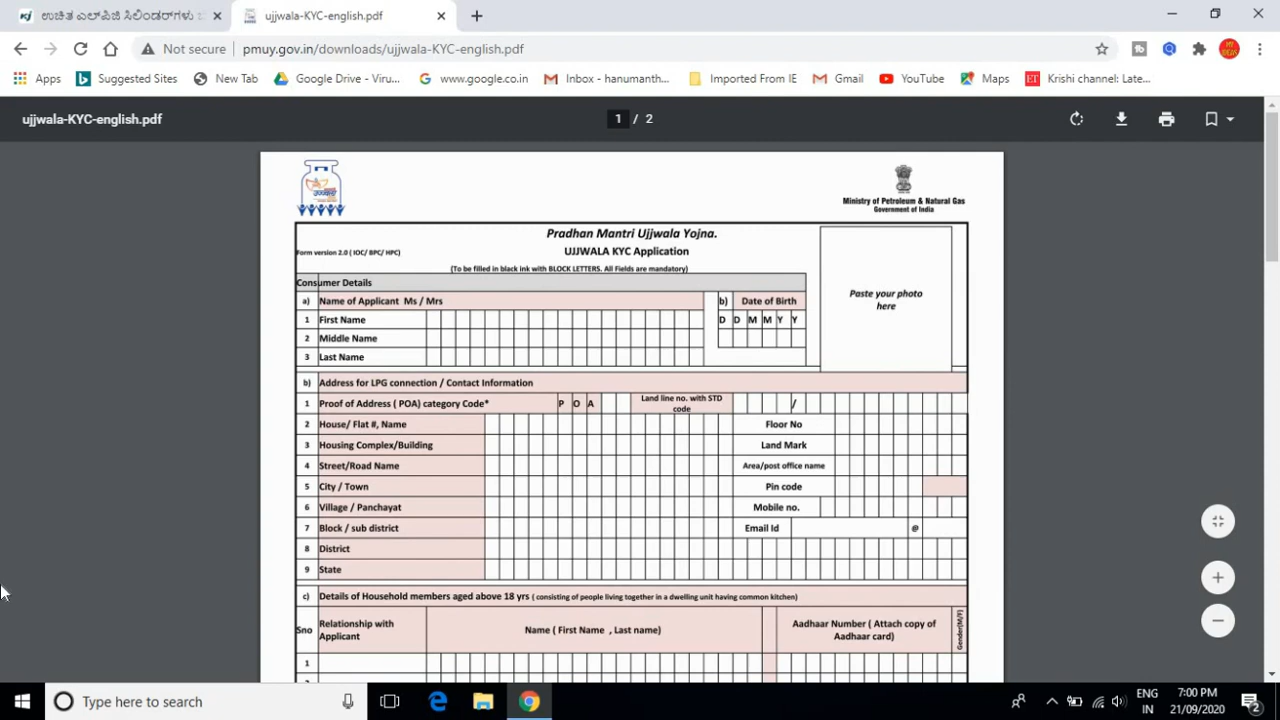 ಉಚಿತ ಎಲ್‌ಪಿಜಿ ಸಿಲಿಂಡರ್‌ಗಳು
ujjwala-KYC-english.pdf
Not secure
pmuy.gov.in/downloads/ujjwala-KYC-english.pdf
Apps
Suggested Sites
New Tab
Google Drive - Viru...
www.google.co.in
Inbox - hanumanth...
Imported From IE
Gmail
YouTube
Maps
Krishi channel: Late...
ujjwala-KYC-english.pdf
1 / 2
Ministry of Petroleum & Natural Gas
Government of India
Pradhan Mantri Ujjwala Yojna.
UJJWALA KYC Application
Form version 2.0 ( IOC/ BPC/ HPC)
(To be filled in black ink with BLOCK LETTERS. All Fields are mandatory)
Paste your photo
here
Consumer Details
a) Name of Applicant Ms / Mrs
b) Date of Birth
1 First Name
D D M M Y Y
2 Middle Name
3 Last Name
b) Address for LPG connection / Contact Information
1 Proof of Address ( POA) category Code* P O A
Land line no. with STD
code
/
2 House/ Flat #, Name
Floor No
3 Housing Complex/Building
Land Mark
4 Street/Road Name
Area/post office name
5 City / Town
Pin code
6 Village / Panchayat
Mobile no.
7 Block / sub district
Email Id @
8 District
9 State
c) Details of Household members aged above 18 yrs ( consisting of people living together in a dwelling unit having common kitchen)
Sno
Relationship with
Applicant
Name ( First Name , Last name)
Aadhaar Number ( Attach copy of
Aadhaar card)
Gender(M/F)
1
Type here to search
ENG
IN
7:00 PM
21/09/2020
2